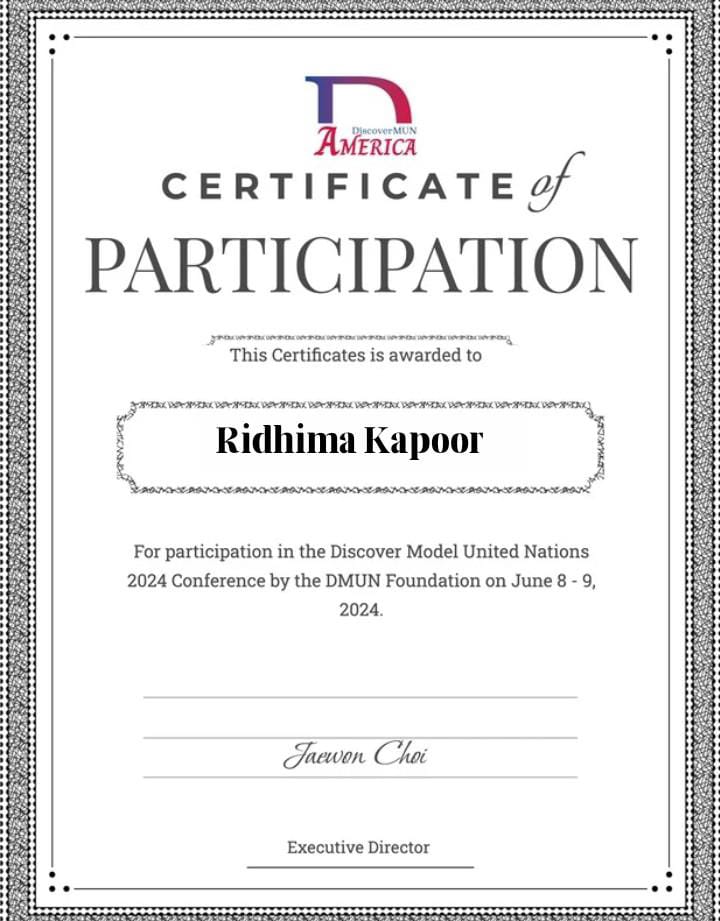 DiscoverMUN
AMERICA
CERTIFICATE of
PARTICIPATION
This Certificates is awarded to
Ridhima Kapoor
For participation in the Discover Model United Nations
2024 Conference by the DMUN Foundation on June 8 - 9,
2024.
Jaewon Choi
Executive Director